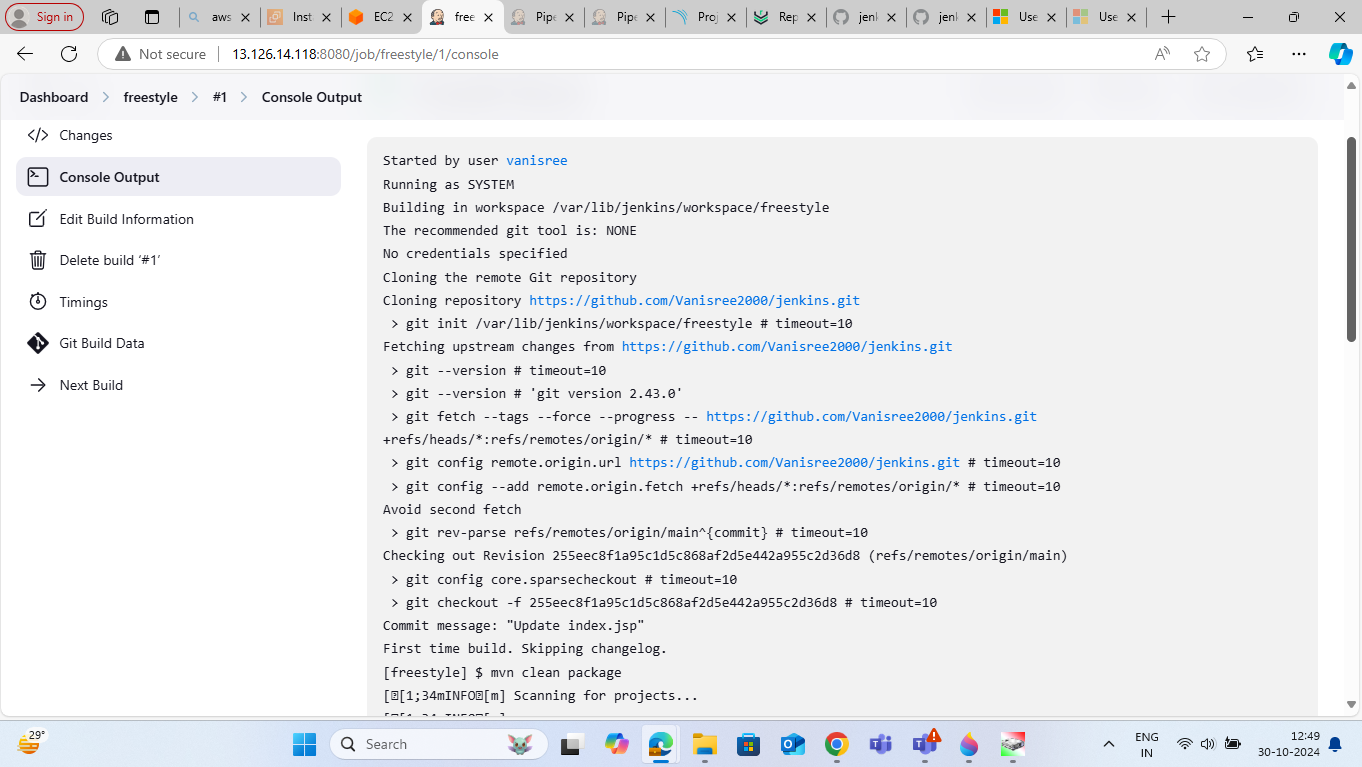 Sign in
aws
Inst
EC2
free
Pipe
Pipe
Proj
Rep
jenk
jenk
Use
Use
Not secure
13.126.14.118:8080/job/freestyle/1/console
Dashboard > freestyle > #1 > Console Output
Changes
Console Output
Edit Build Information
Delete build ‘#1’
Timings
Git Build Data
Next Build
Started by user vanisree
Running as SYSTEM
Building in workspace /var/lib/jenkins/workspace/freestyle
The recommended git tool is: NONE
No credentials specified
Cloning the remote Git repository
Cloning repository https://github.com/Vanisree2000/jenkins.git
> git init /var/lib/jenkins/workspace/freestyle # timeout=10
Fetching upstream changes from https://github.com/Vanisree2000/jenkins.git
> git --version # timeout=10
> git --version # 'git version 2.43.0'
> git fetch --tags --force --progress -- https://github.com/Vanisree2000/jenkins.git
+refs/heads/*:refs/remotes/origin/* # timeout=10
> git config remote.origin.url https://github.com/Vanisree2000/jenkins.git # timeout=10
> git config --add remote.origin.fetch +refs/heads/*:refs/remotes/origin/* # timeout=10
Avoid second fetch
> git rev-parse refs/remotes/origin/main^{commit} # timeout=10
Checking out Revision 255eec8f1a95c1d5c868af2d5e442a955c2d36d8 (refs/remotes/origin/main)
> git config core.sparsecheckout # timeout=10
> git checkout -f 255eec8f1a95c1d5c868af2d5e442a955c2d36d8 # timeout=10
Commit message: "Update index.jsp"
First time build. Skipping changelog.
[freestyle] $ mvn clean package
[[1;34mINFO[m] Scanning for projects...
29°
Search
ENG
IN
12:49
30-10-2024